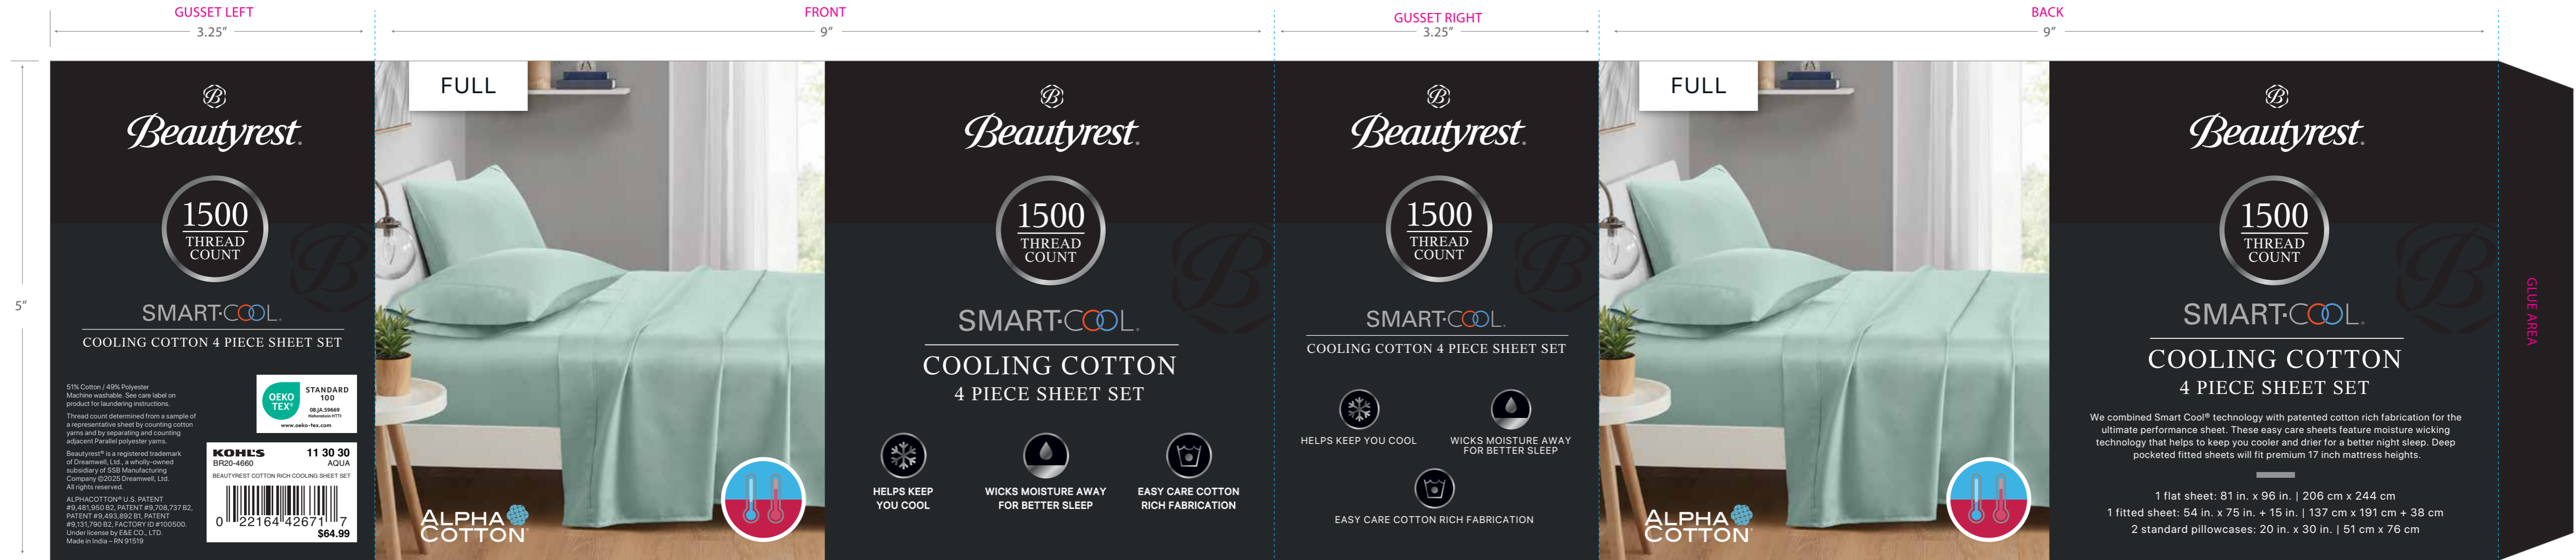 GUSSET LEFT
3.25"
FRONT
9"
GUSSET RIGHT
3.25"
BACK
9"
5"
B
Beautyrest®
1500
THREAD
COUNT
SMART·COOL®
COOLING COTTON 4 PIECE SHEET SET
51% Cotton / 49% Polyester
Machine washable. See care label on
product for laundering instructions.
Thread count determined from a sample of
a representative sheet by counting cotton
yarns and by separating and counting
adjacent Parallel polyester yarns.
Beautyrest® is a registered trademark
of Dreamwell, Ltd., a wholly-owned
subsidiary of SSB Manufacturing
Company ©2025 Dreamwell, Ltd.
All rights reserved.
ALPHACOTTON® U.S. PATENT
#9,481,950 B2, PATENT #9,708,737 B2,
PATENT #9,493,892 B1, PATENT
#9,131,790 B2, FACTORY ID #100500.
Under license by E&E CO., LTD.
Made in India – RN 91519
OEKO
TEX®
STANDARD
100
08.JA.59669
Hohenstein HTTI
www.oeko-tex.com
KOHL'S 11 30 30
BR20-4660 AQUA
BEAUTYREST COTTON RICH COOLING SHEET SET
0 22164 42671 7
$64.99
FULL
ALPHA
COTTON
B
Beautyrest®
1500
THREAD
COUNT
SMART·COOL®
COOLING COTTON
4 PIECE SHEET SET
HELPS KEEP
YOU COOL
WICKS MOISTURE AWAY
FOR BETTER SLEEP
EASY CARE COTTON
RICH FABRICATION
B
Beautyrest®
1500
THREAD
COUNT
SMART·COOL®
COOLING COTTON 4 PIECE SHEET SET
HELPS KEEP YOU COOL
WICKS MOISTURE AWAY
FOR BETTER SLEEP
EASY CARE COTTON RICH FABRICATION
FULL
ALPHA
COTTON
B
Beautyrest®
1500
THREAD
COUNT
SMART·COOL®
COOLING COTTON
4 PIECE SHEET SET
We combined Smart Cool® technology with patented cotton rich fabrication for the
ultimate performance sheet. These easy care sheets feature moisture wicking
technology that helps to keep you cooler and drier for a better night sleep. Deep
pocketed fitted sheets will fit premium 17 inch mattress heights.
1 flat sheet: 81 in. x 96 in. | 206 cm x 244 cm
1 fitted sheet: 54 in. x 75 in. + 15 in. | 137 cm x 191 cm + 38 cm
2 standard pillowcases: 20 in. x 30 in. | 51 cm x 76 cm
GLUE AREA